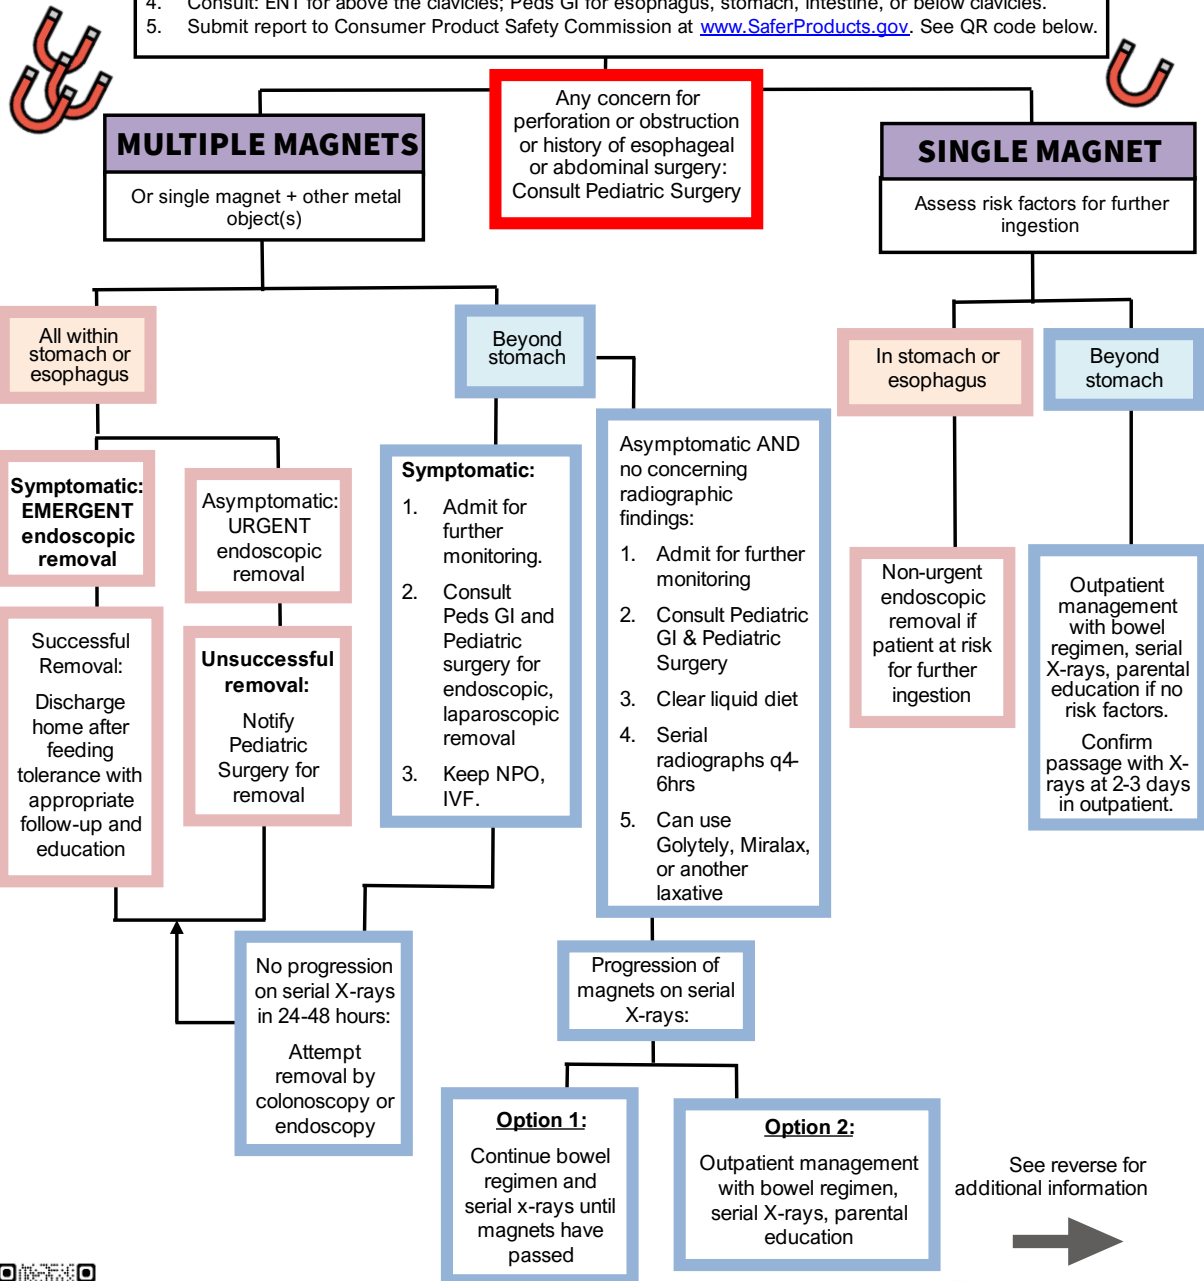 4. Consult: ENT for above the clavicles; Peds GI for esophagus, stomach, intestine, or below clavicles.
5. Submit report to Consumer Product Safety Commission at www.SaferProducts.gov. See QR code below.
Any concern for
perforation or obstruction
or history of esophageal
or abdominal surgery:
Consult Pediatric Surgery
MULTIPLE MAGNETS
Or single magnet + other metal
object(s)
SINGLE MAGNET
Assess risk factors for further
ingestion
All within
stomach or
esophagus
Beyond
stomach
In stomach or
esophagus
Beyond
stomach
Symptomatic:
EMERGENT
endoscopic
removal
Asymptomatic:
URGENT
endoscopic
removal
Symptomatic:
1. Admit for
further
monitoring.
2. Consult
Peds GI and
Pediatric
surgery for
endoscopic,
laparoscopic
removal
3. Keep NPO,
IVF.
Asymptomatic AND
no concerning
radiographic
findings:
1. Admit for further
monitoring
2. Consult Pediatric
GI & Pediatric
Surgery
3. Clear liquid diet
4. Serial
radiographs q4-
6hrs
5. Can use
Golytely, Miralax,
or another
laxative
Non-urgent
endoscopic
removal if
patient at risk
for further
ingestion
Outpatient
management
with bowel
regimen, serial
X-rays, parental
education if no
risk factors.
Confirm
passage with X-
rays at 2-3 days
in outpatient.
Successful
Removal:
Discharge
home after
feeding
tolerance with
appropriate
follow-up and
education
Unsuccessful
removal:
Notify
Pediatric
Surgery for
removal
No progression
on serial X-rays
in 24-48 hours:
Attempt
removal by
colonoscopy or
endoscopy
Progression of
magnets on serial
X-rays:
Option 1:
Continue bowel
regimen and
serial x-rays until
magnets have
passed
Option 2:
Outpatient management
with bowel regimen,
serial X-rays, parental
education
See reverse for
additional information